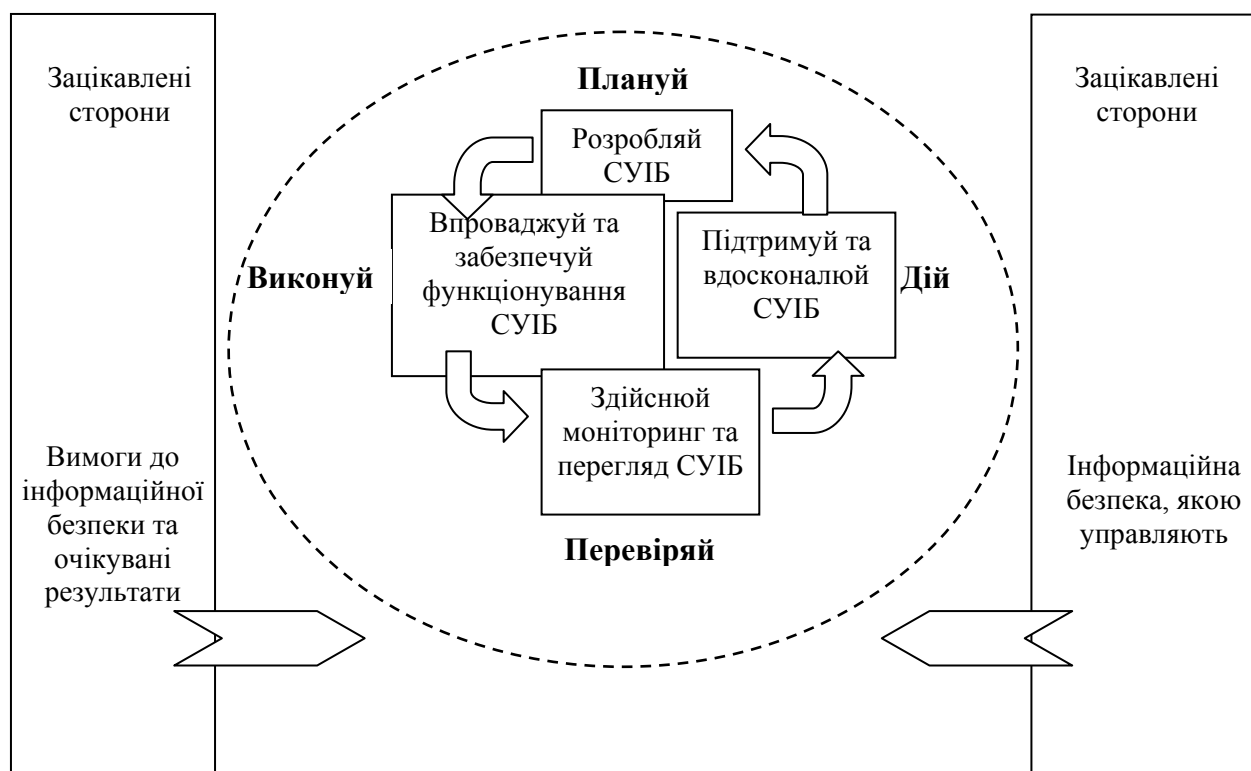 Зацікавлені
сторони
Вимоги до
інформаційної
безпеки та
очікувані
результати
Плануй
Розробляй
СУІБ
Виконуй
Впроваджуй та
забезпечуй
функціонування
СУІБ
Підтримуй та
вдосконалюй
СУІБ
Дій
Здійснюй
моніторинг та
перегляд СУІБ
Перевіряй
Зацікавлені
сторони
Інформаційна
безпека, якою
управляють